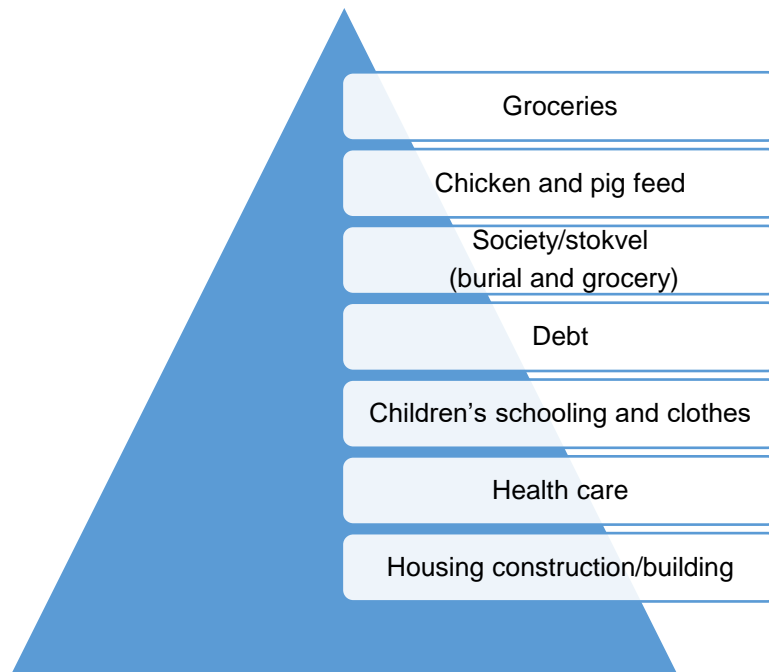 Groceries
Chicken and pig feed
Society/stokvel
(burial and grocery)
Debt
Children’s schooling and clothes
Health care
Housing construction/building